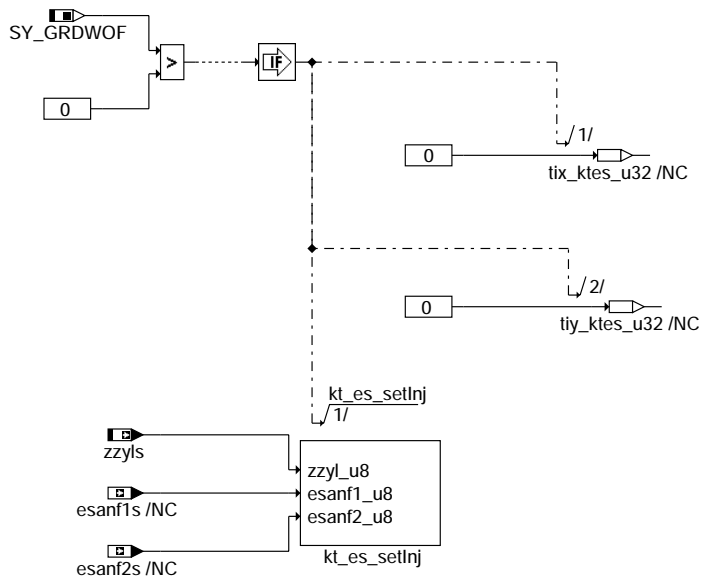 SY_GRDWOF
>
IF
0
1/
0
tix_ktes_u32 /NC
2/
0
tiy_ktes_u32 /NC
kt_es_setInj
1/
zzyls
zzyl_u8
esanf1_u8
esanf1s /NC
esanf2_u8
kt_es_setInj
esanf2s /NC